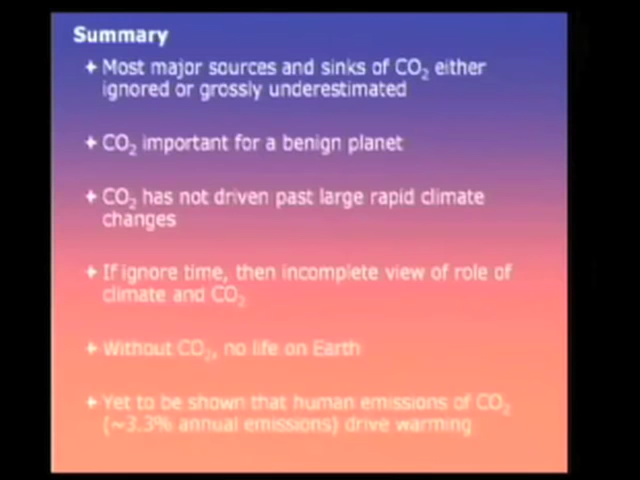 Summary
+ Most major sources and sinks of CO₂ either
ignored or grossly underestimated
+ CO₂ important for a benign planet
+ CO₂ has not driven past large rapid climate
changes
+ If ignore time, then incomplete view of role of
climate and CO₂
+ Without CO₂, no life on Earth
+ Yet to be shown that human emissions of CO₂
(~3.3% annual emissions) drive warming